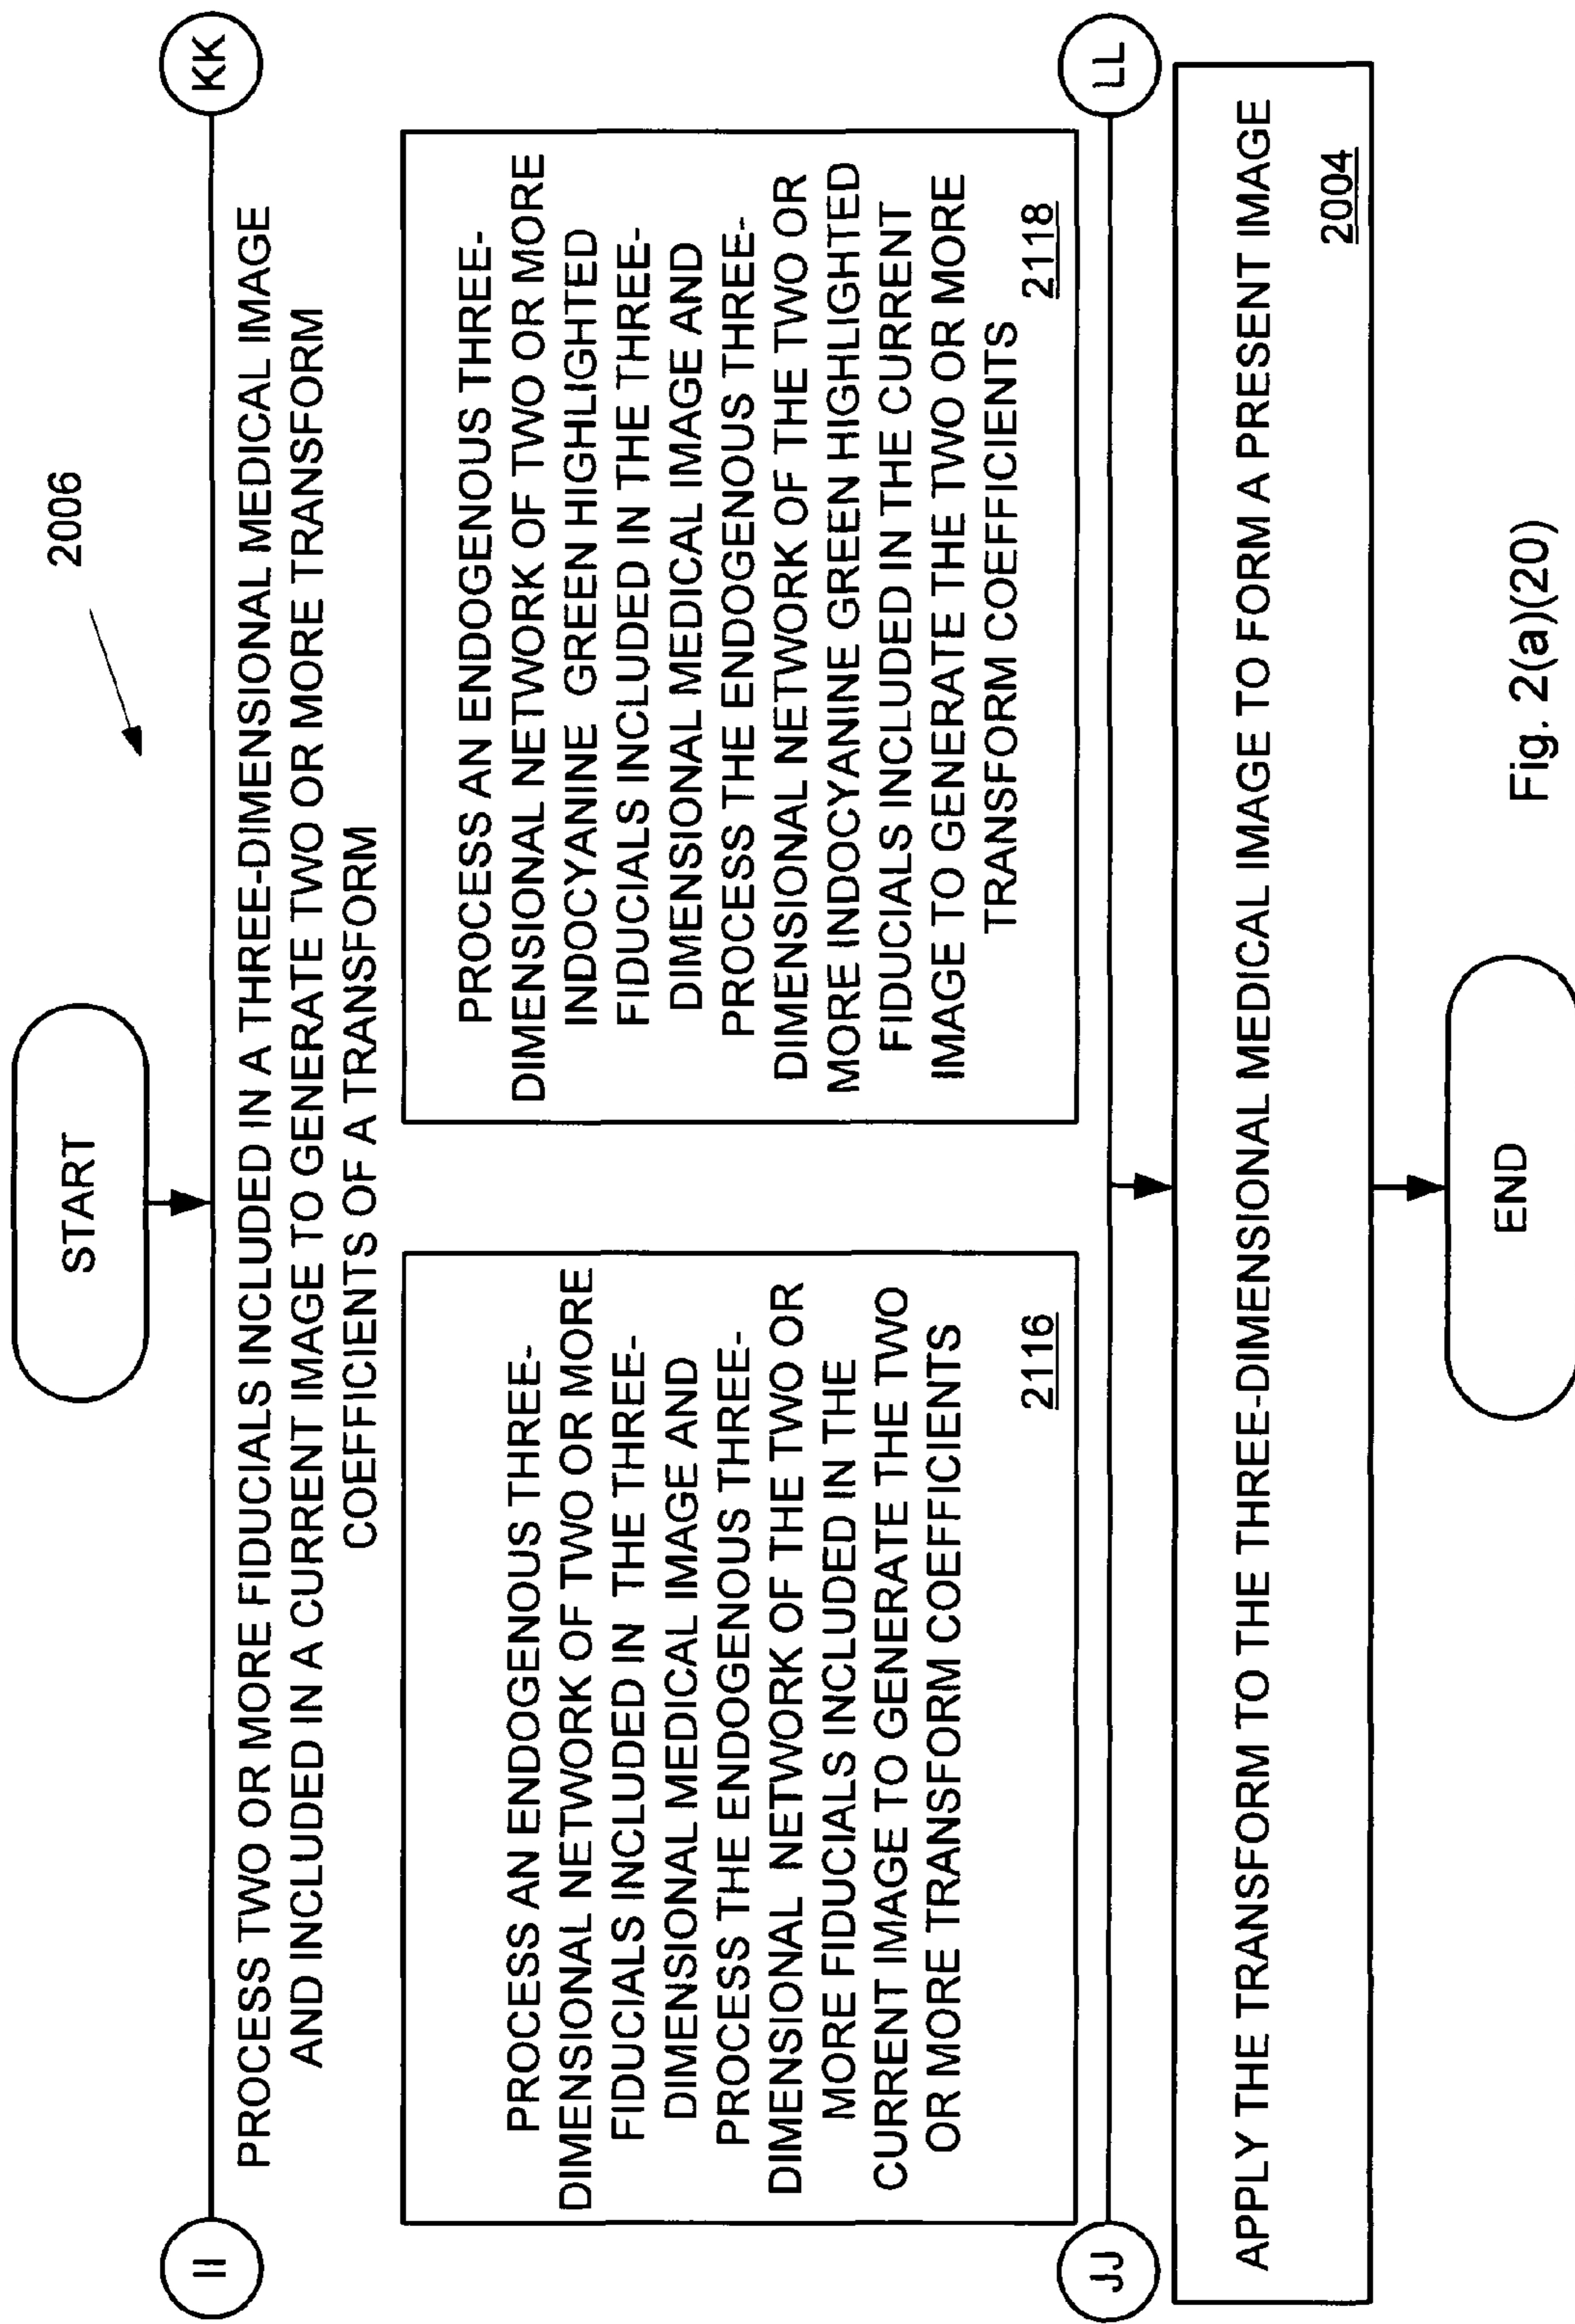 2006
START
II
KK
PROCESS TWO OR MORE FIDUCIALS INCLUDED IN A THREE-DIMENSIONAL MEDICAL IMAGE
AND INCLUDED IN A CURRENT IMAGE TO GENERATE TWO OR MORE TRANSFORM
COEFFICIENTS OF A TRANSFORM
PROCESS AN ENDOGENOUS THREE-
DIMENSIONAL NETWORK OF TWO OR MORE
FIDUCIALS INCLUDED IN THE THREE-
DIMENSIONAL MEDICAL IMAGE AND
PROCESS THE ENDOGENOUS THREE-
DIMENSIONAL NETWORK OF THE TWO OR
MORE FIDUCIALS INCLUDED IN THE
CURRENT IMAGE TO GENERATE THE TWO
OR MORE TRANSFORM COEFFICIENTS
2116
PROCESS AN ENDOGENOUS THREE-
DIMENSIONAL NETWORK OF TWO OR MORE
INDOCYANINE GREEN HIGHLIGHTED
FIDUCIALS INCLUDED IN THE THREE-
DIMENSIONAL MEDICAL IMAGE AND
PROCESS THE ENDOGENOUS THREE-
DIMENSIONAL NETWORK OF THE TWO OR
MORE INDOCYANINE GREEN HIGHLIGHTED
FIDUCIALS INCLUDED IN THE CURRENT
IMAGE TO GENERATE THE TWO OR MORE
TRANSFORM COEFFICIENTS
2118
JJ
LL
APPLY THE TRANSFORM TO THE THREE-DIMENSIONAL MEDICAL IMAGE TO FORM A PRESENT IMAGE
2004
END
Fig. 2(a)(20)